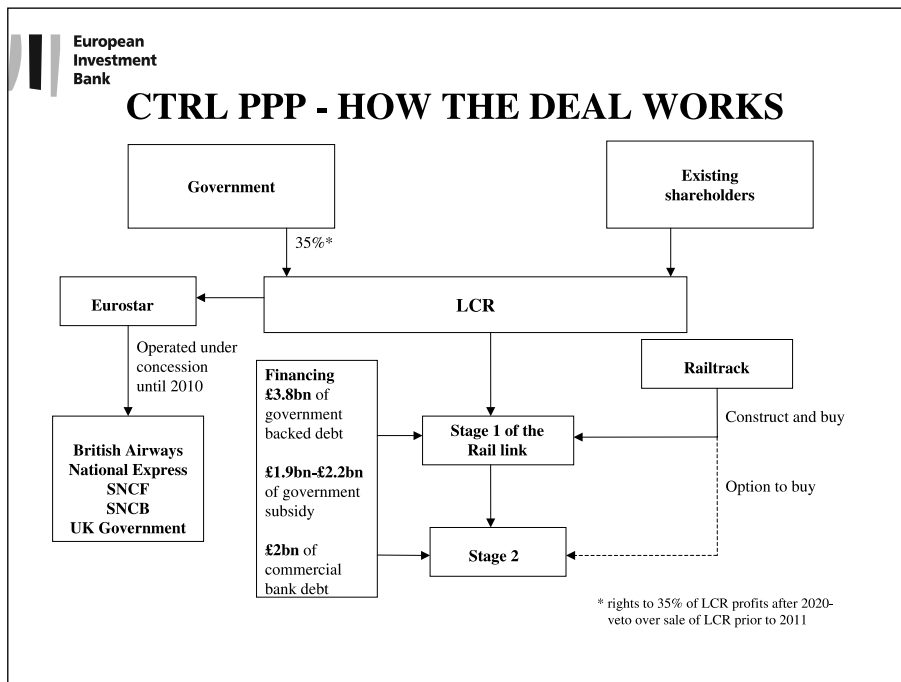 European
Investment
Bank
CTRL PPP - HOW THE DEAL WORKS
Government
Existing
shareholders
35%*
Eurostar
LCR
Operated under
concession
until 2010
Financing
£3.8bn of
government
backed debt
£1.9bn-£2.2bn
of government
subsidy
£2bn of
commercial
bank debt
Railtrack
Construct and buy
Stage 1 of the
Rail link
Option to buy
British Airways
National Express
SNCF
SNCB
UK Government
Stage 2
* rights to 35% of LCR profits after 2020-
veto over sale of LCR prior to 2011